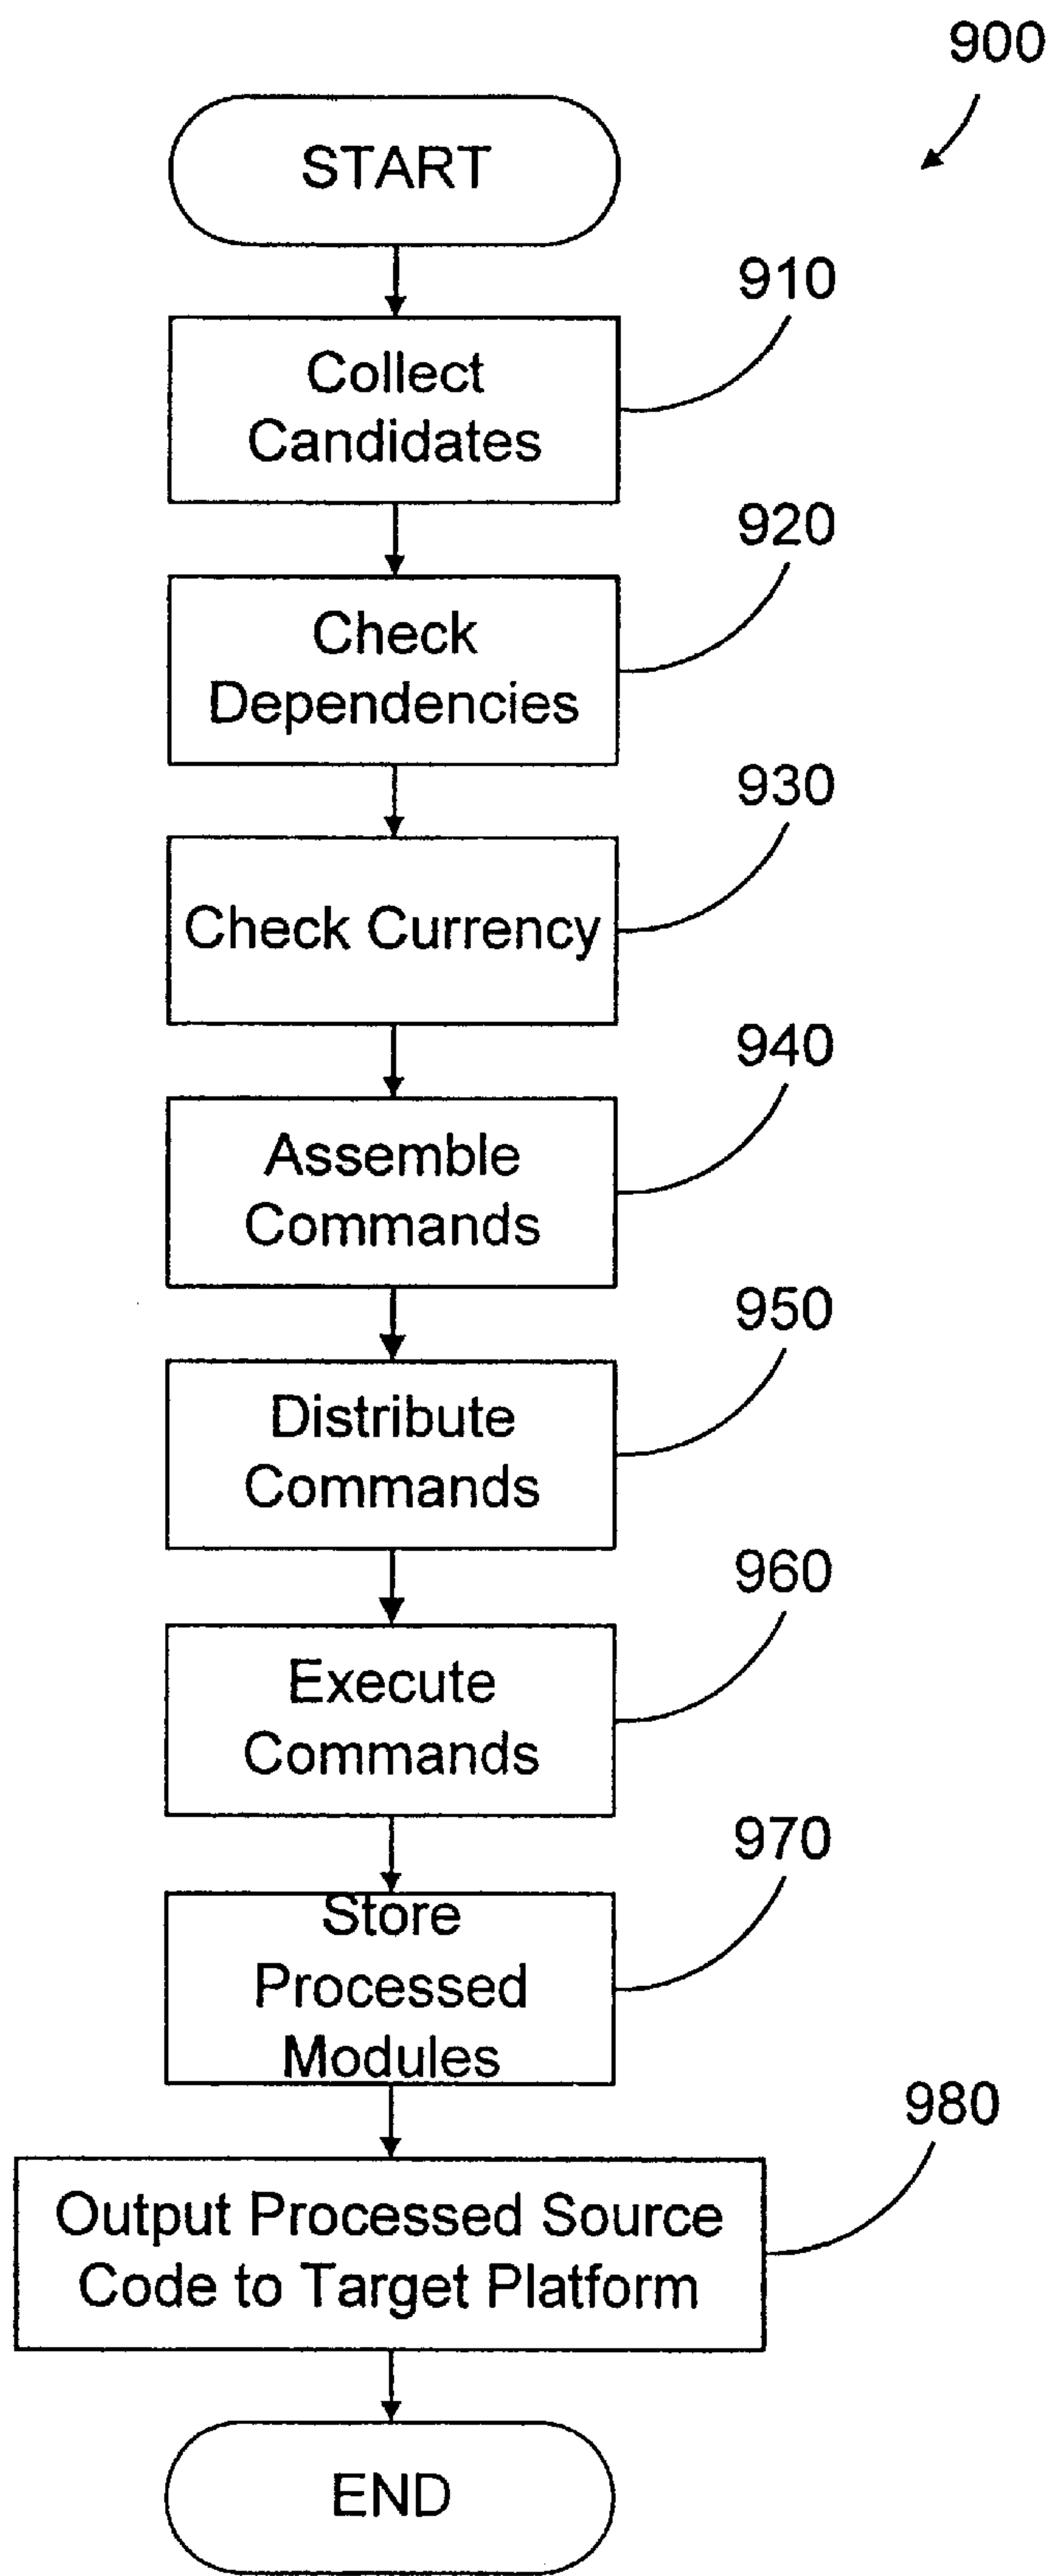 900
START
910
Collect
Candidates
920
Check
Dependencies
930
Check Currency
940
Assemble
Commands
950
Distribute
Commands
960
Execute
Commands
970
Store
Processed
Modules
980
Output Processed Source
Code to Target Platform
END